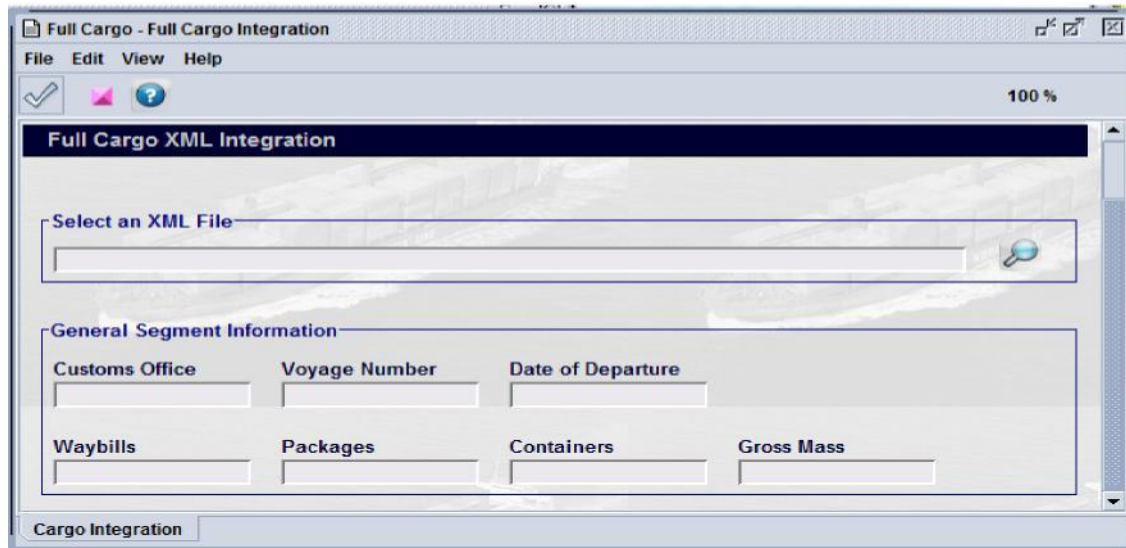 Full Cargo - Full Cargo Integration
File Edit View Help
?
100 %
Full Cargo XML Integration
Select an XML File
General Segment Information
Customs Office Voyage Number Date of Departure
Waybills Packages Containers Gross Mass
Cargo Integration